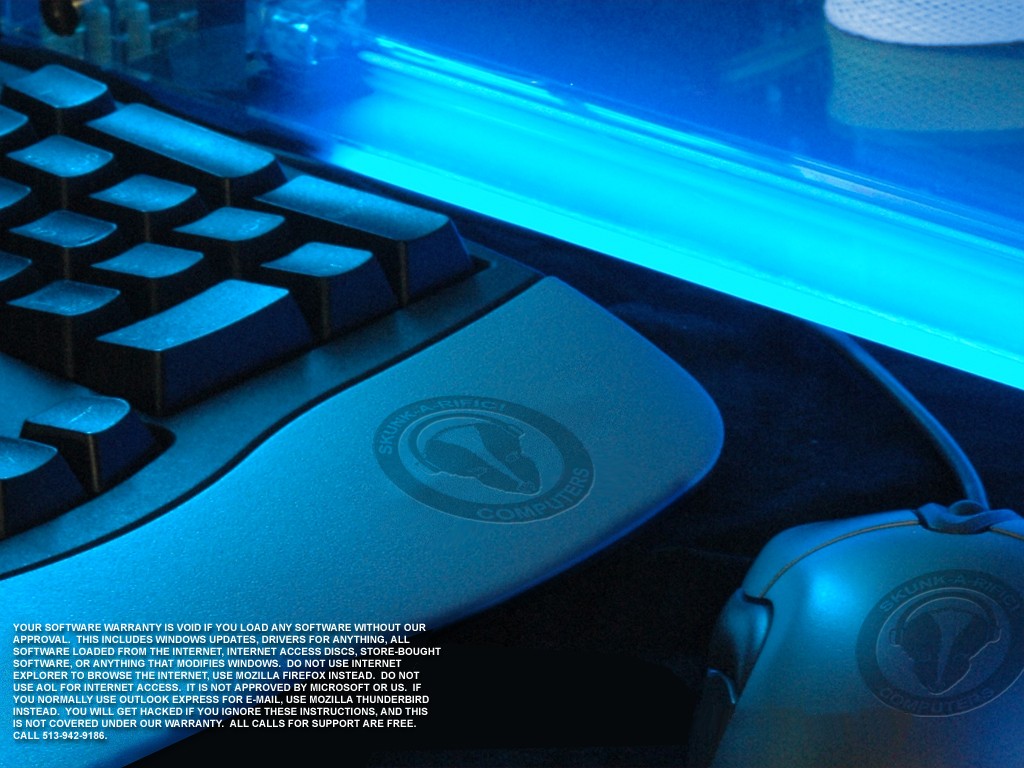 SKUNK-A-RIFIC!
COMPUTERS
SKUNK-A-RIFIC!
COMPUTERS
YOUR SOFTWARE WARRANTY IS VOID IF YOU LOAD ANY SOFTWARE WITHOUT OUR
APPROVAL.  THIS INCLUDES WINDOWS UPDATES, DRIVERS FOR ANYTHING, ALL
SOFTWARE LOADED FROM THE INTERNET, INTERNET ACCESS DISCS, STORE-BOUGHT
SOFTWARE, OR ANYTHING THAT MODIFIES WINDOWS.  DO NOT USE INTERNET
EXPLORER TO BROWSE THE INTERNET, USE MOZILLA FIREFOX INSTEAD.  DO NOT
USE AOL FOR INTERNET ACCESS.  IT IS NOT APPROVED BY MICROSOFT OR US.  IF
YOU NORMALLY USE OUTLOOK EXPRESS FOR E-MAIL, USE MOZILLA THUNDERBIRD
INSTEAD.  YOU WILL GET HACKED IF YOU IGNORE THESE INSTRUCTIONS, AND THIS
IS NOT COVERED UNDER OUR WARRANTY.  ALL CALLS FOR SUPPORT ARE FREE.
CALL 513-942-9186.